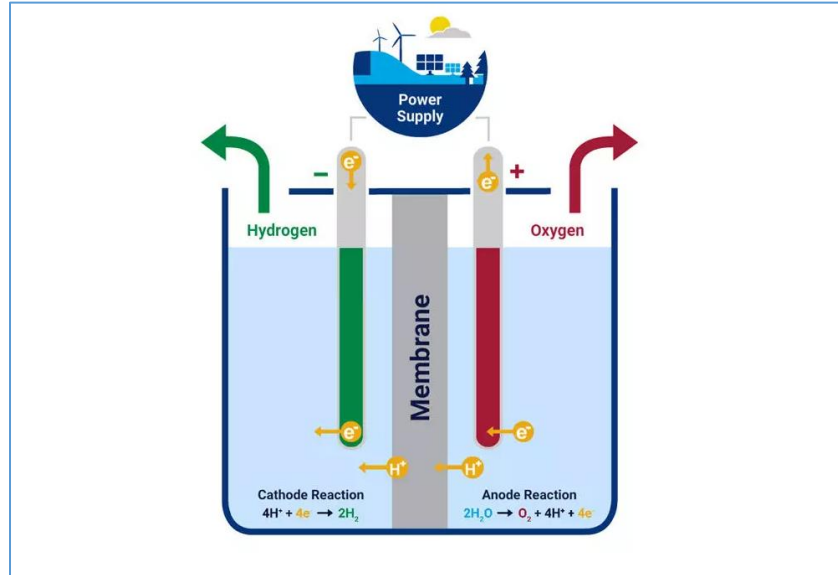 Power
Supply
e⁻
e⁻
−
+
Hydrogen
Oxygen
Membrane
e⁻
e⁻
H⁺
H⁺
Cathode Reaction
4H⁺ + 4e⁻ → 2H₂
Anode Reaction
2H₂O → O₂ + 4H⁺ + 4e⁻